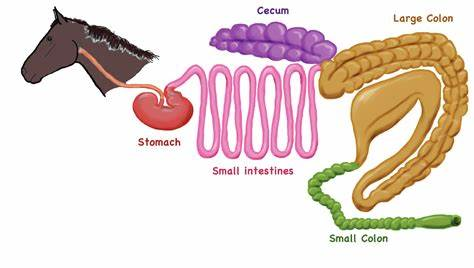 Cecum
Large Colon
Stomach
Small intestines
Small Colon